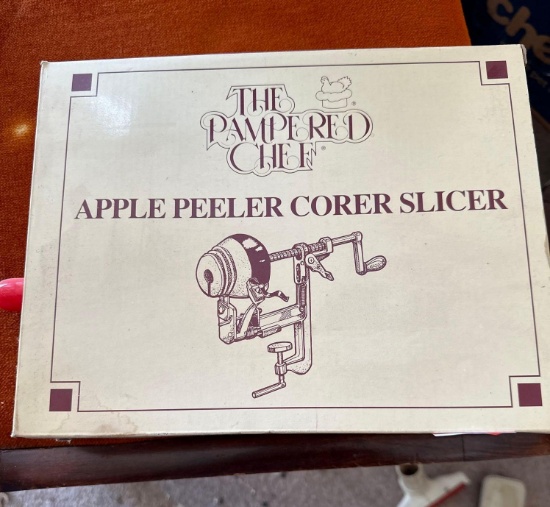 THE
PAMPERED
CHEF
APPLE PEELER CORER SLICER